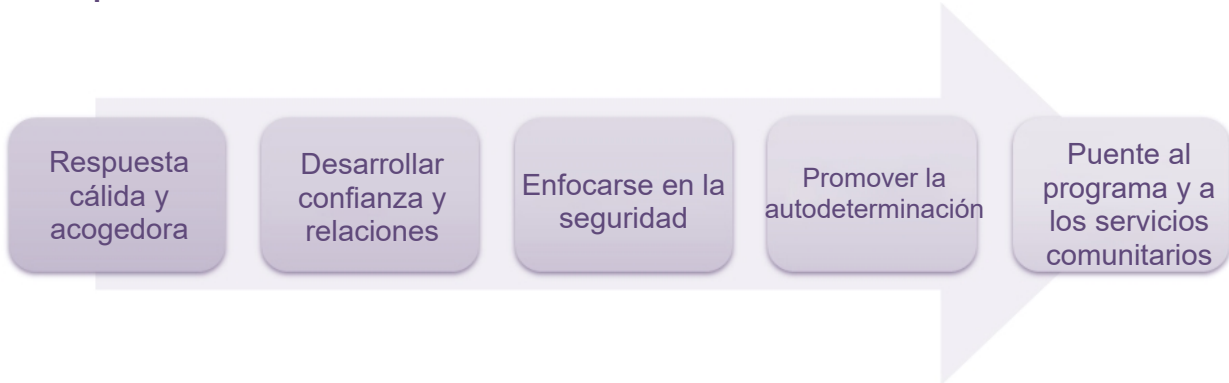 Respuesta
cálida y
acogedora
Desarrollar
confianza y
relaciones
Enfocarse en la
seguridad
Promover la
autodeterminación
Puente al
programa y a
los servicios
comunitarios